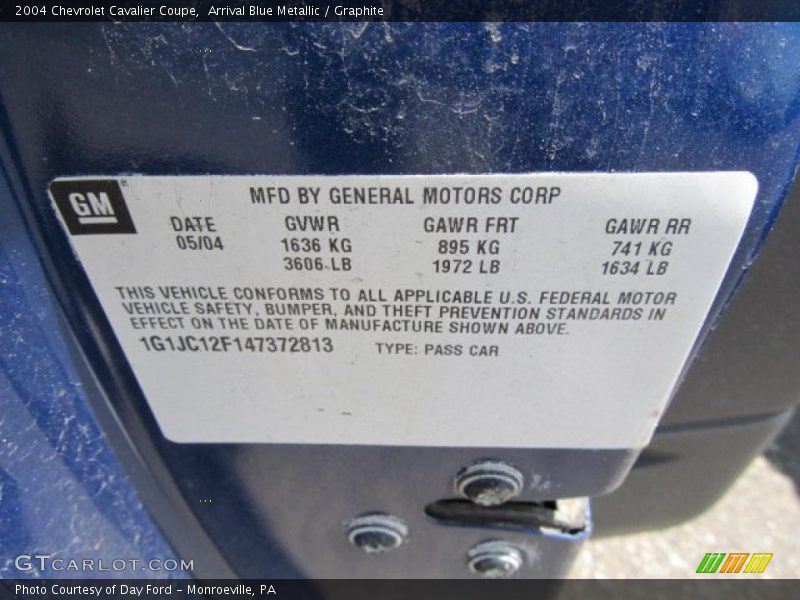 2004 Chevrolet Cavalier Coupe, Arrival Blue Metallic / Graphite
GM
MFD BY GENERAL MOTORS CORP
DATE GVWR GAWR FRT GAWR RR
05/04 1636 KG 895 KG 741 KG
3606 LB 1972 LB 1634 LB
THIS VEHICLE CONFORMS TO ALL APPLICABLE U.S. FEDERAL MOTOR
VEHICLE SAFETY, BUMPER, AND THEFT PREVENTION STANDARDS IN
EFFECT ON THE DATE OF MANUFACTURE SHOWN ABOVE.
1G1JC12F147372813 TYPE: PASS CAR
GTCARLOT.COM
Photo Courtesy of Day Ford - Monroeville, PA